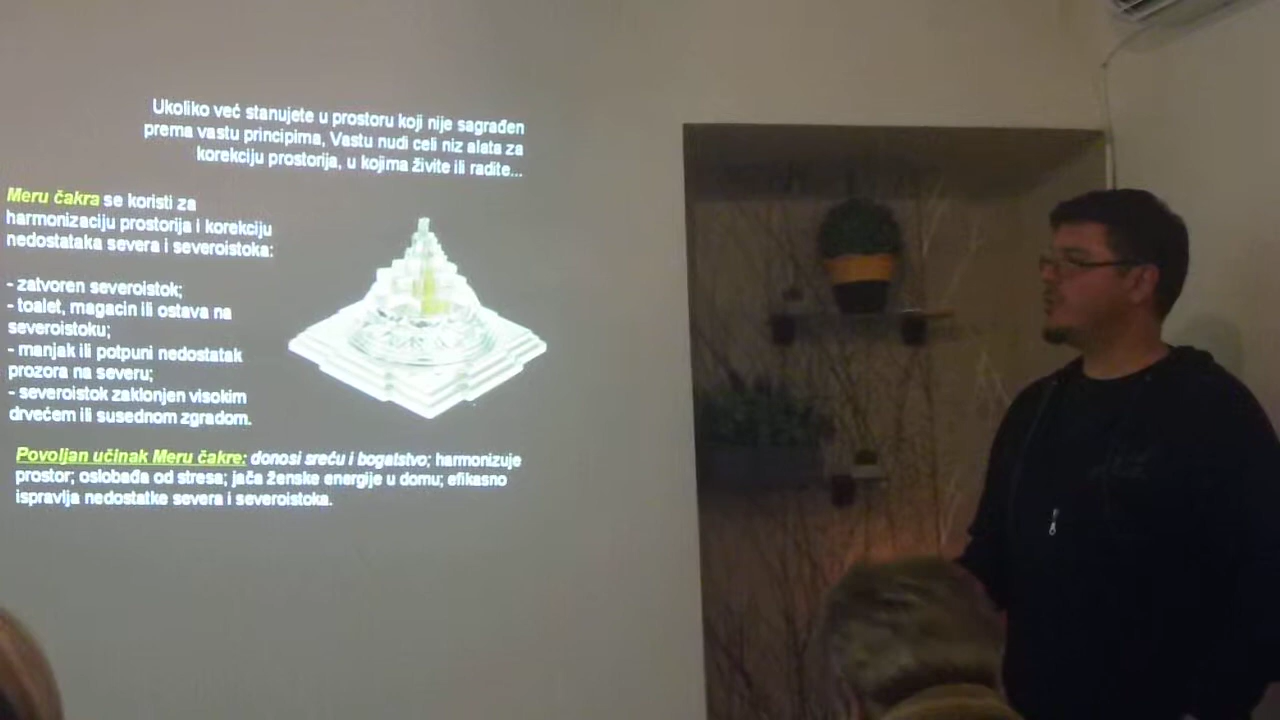 Ukoliko već stanujete u prostoru koji nije sagrađen
prema vastu principima, Vastu nudi celi niz alata za
korekciju prostorija, u kojima živite ili radite...
Meru čakra se koristi za
harmonizaciju prostorija i korekciju
nedostataka severa i severoistoka:
- zatvoren severoistok;
- toalet, magacin ili ostava na
severoistoku;
- manjak ili potpuni nedostatak
prozora na severu;
- severoistok zaklonjen visokim
drvećem ili susednom zgradom.
Povoljan učinak Meru čakre: donosi sreću i bogatstvo; harmonizuje
prostor; oslobađa od stresa; jača ženske energije u domu; efikasno
ispravlja nedostatke severa i severoistoka.